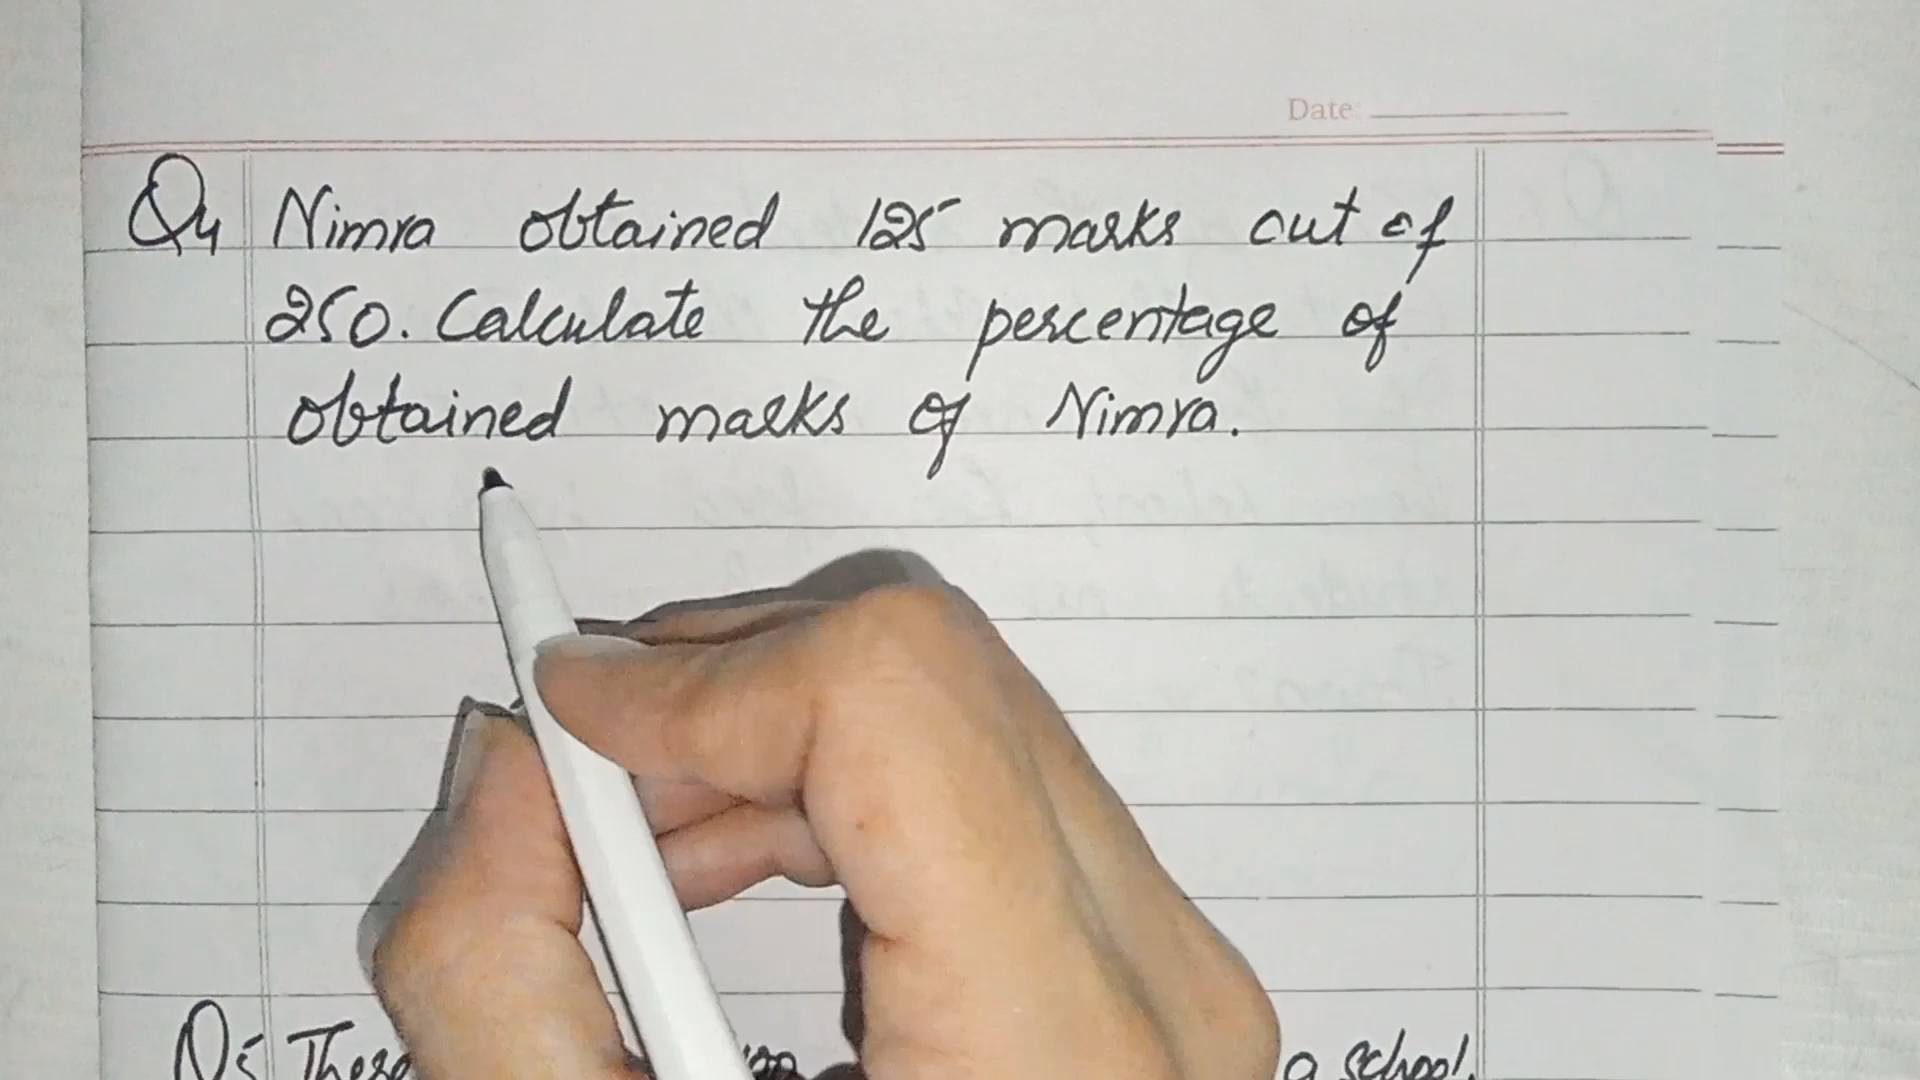 Date:
Q4 Nimra obtained 125 marks out of
250. Calculate the percentage of
obtained marks of Nimra.
Q5 There a school.